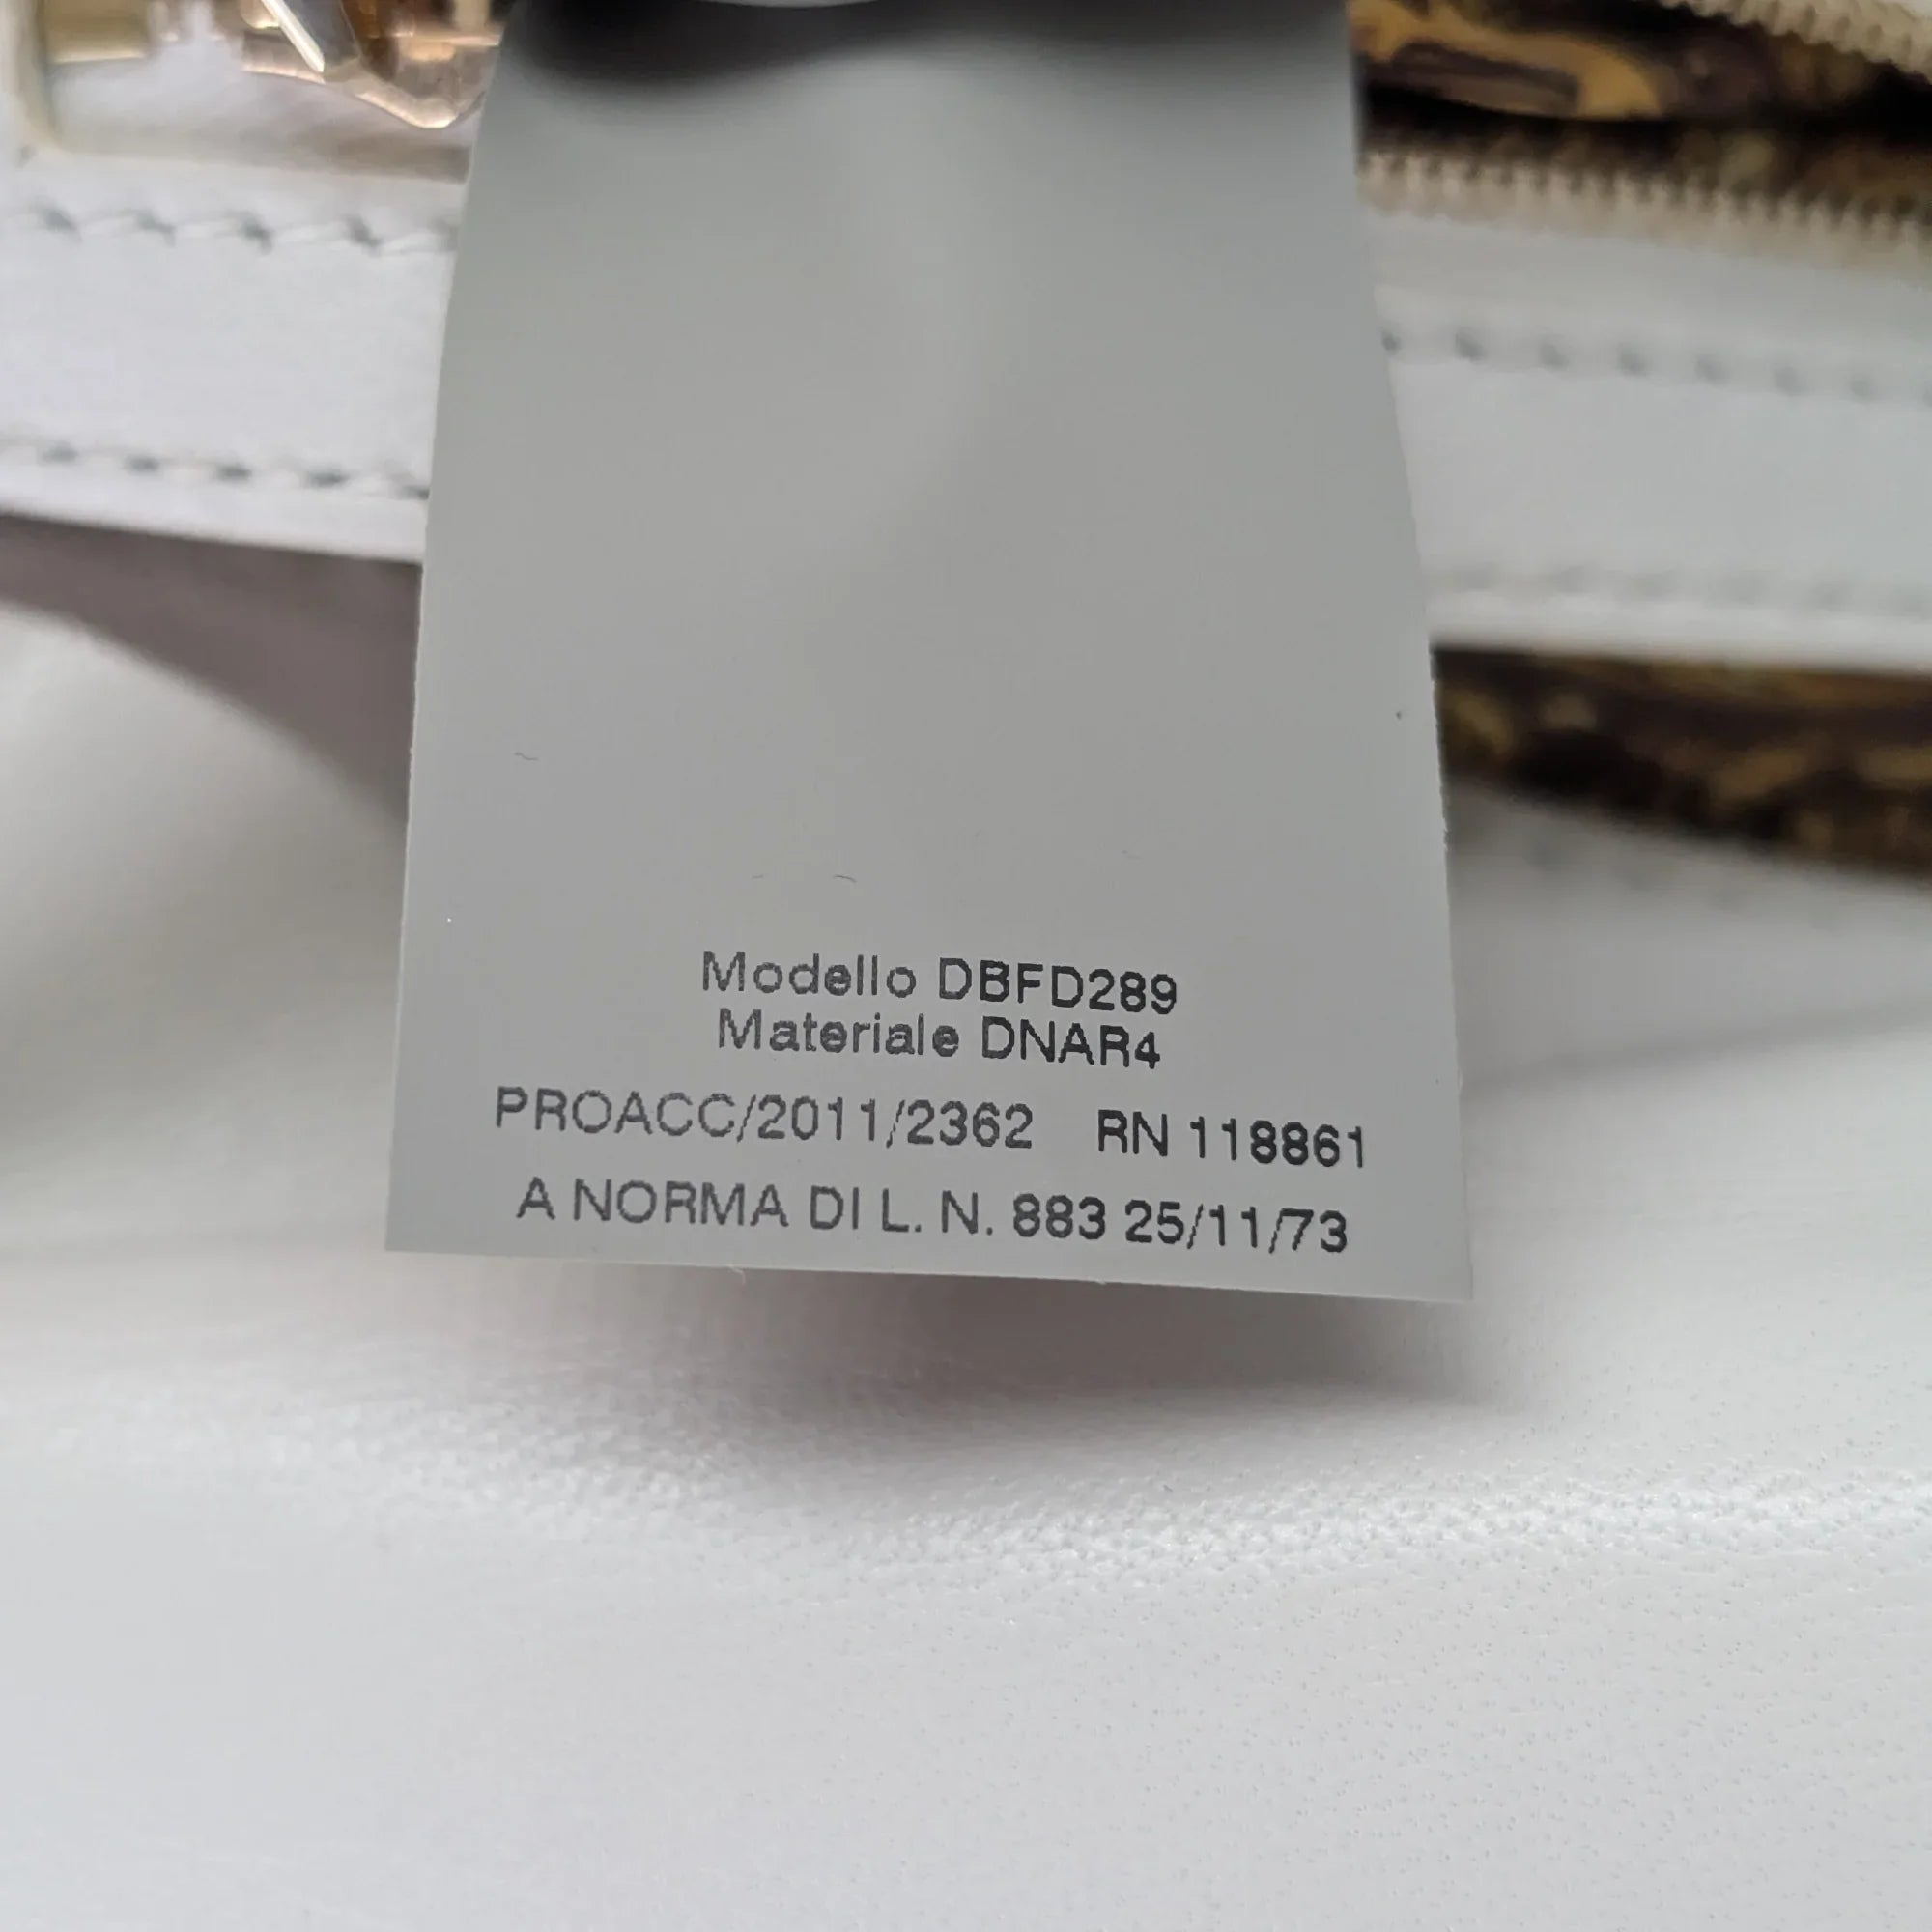 Modello DBFD289
Materiale DNAR4
PROACC/2011/2362 RN 118861
A NORMA DI L. N. 883 25/11/73